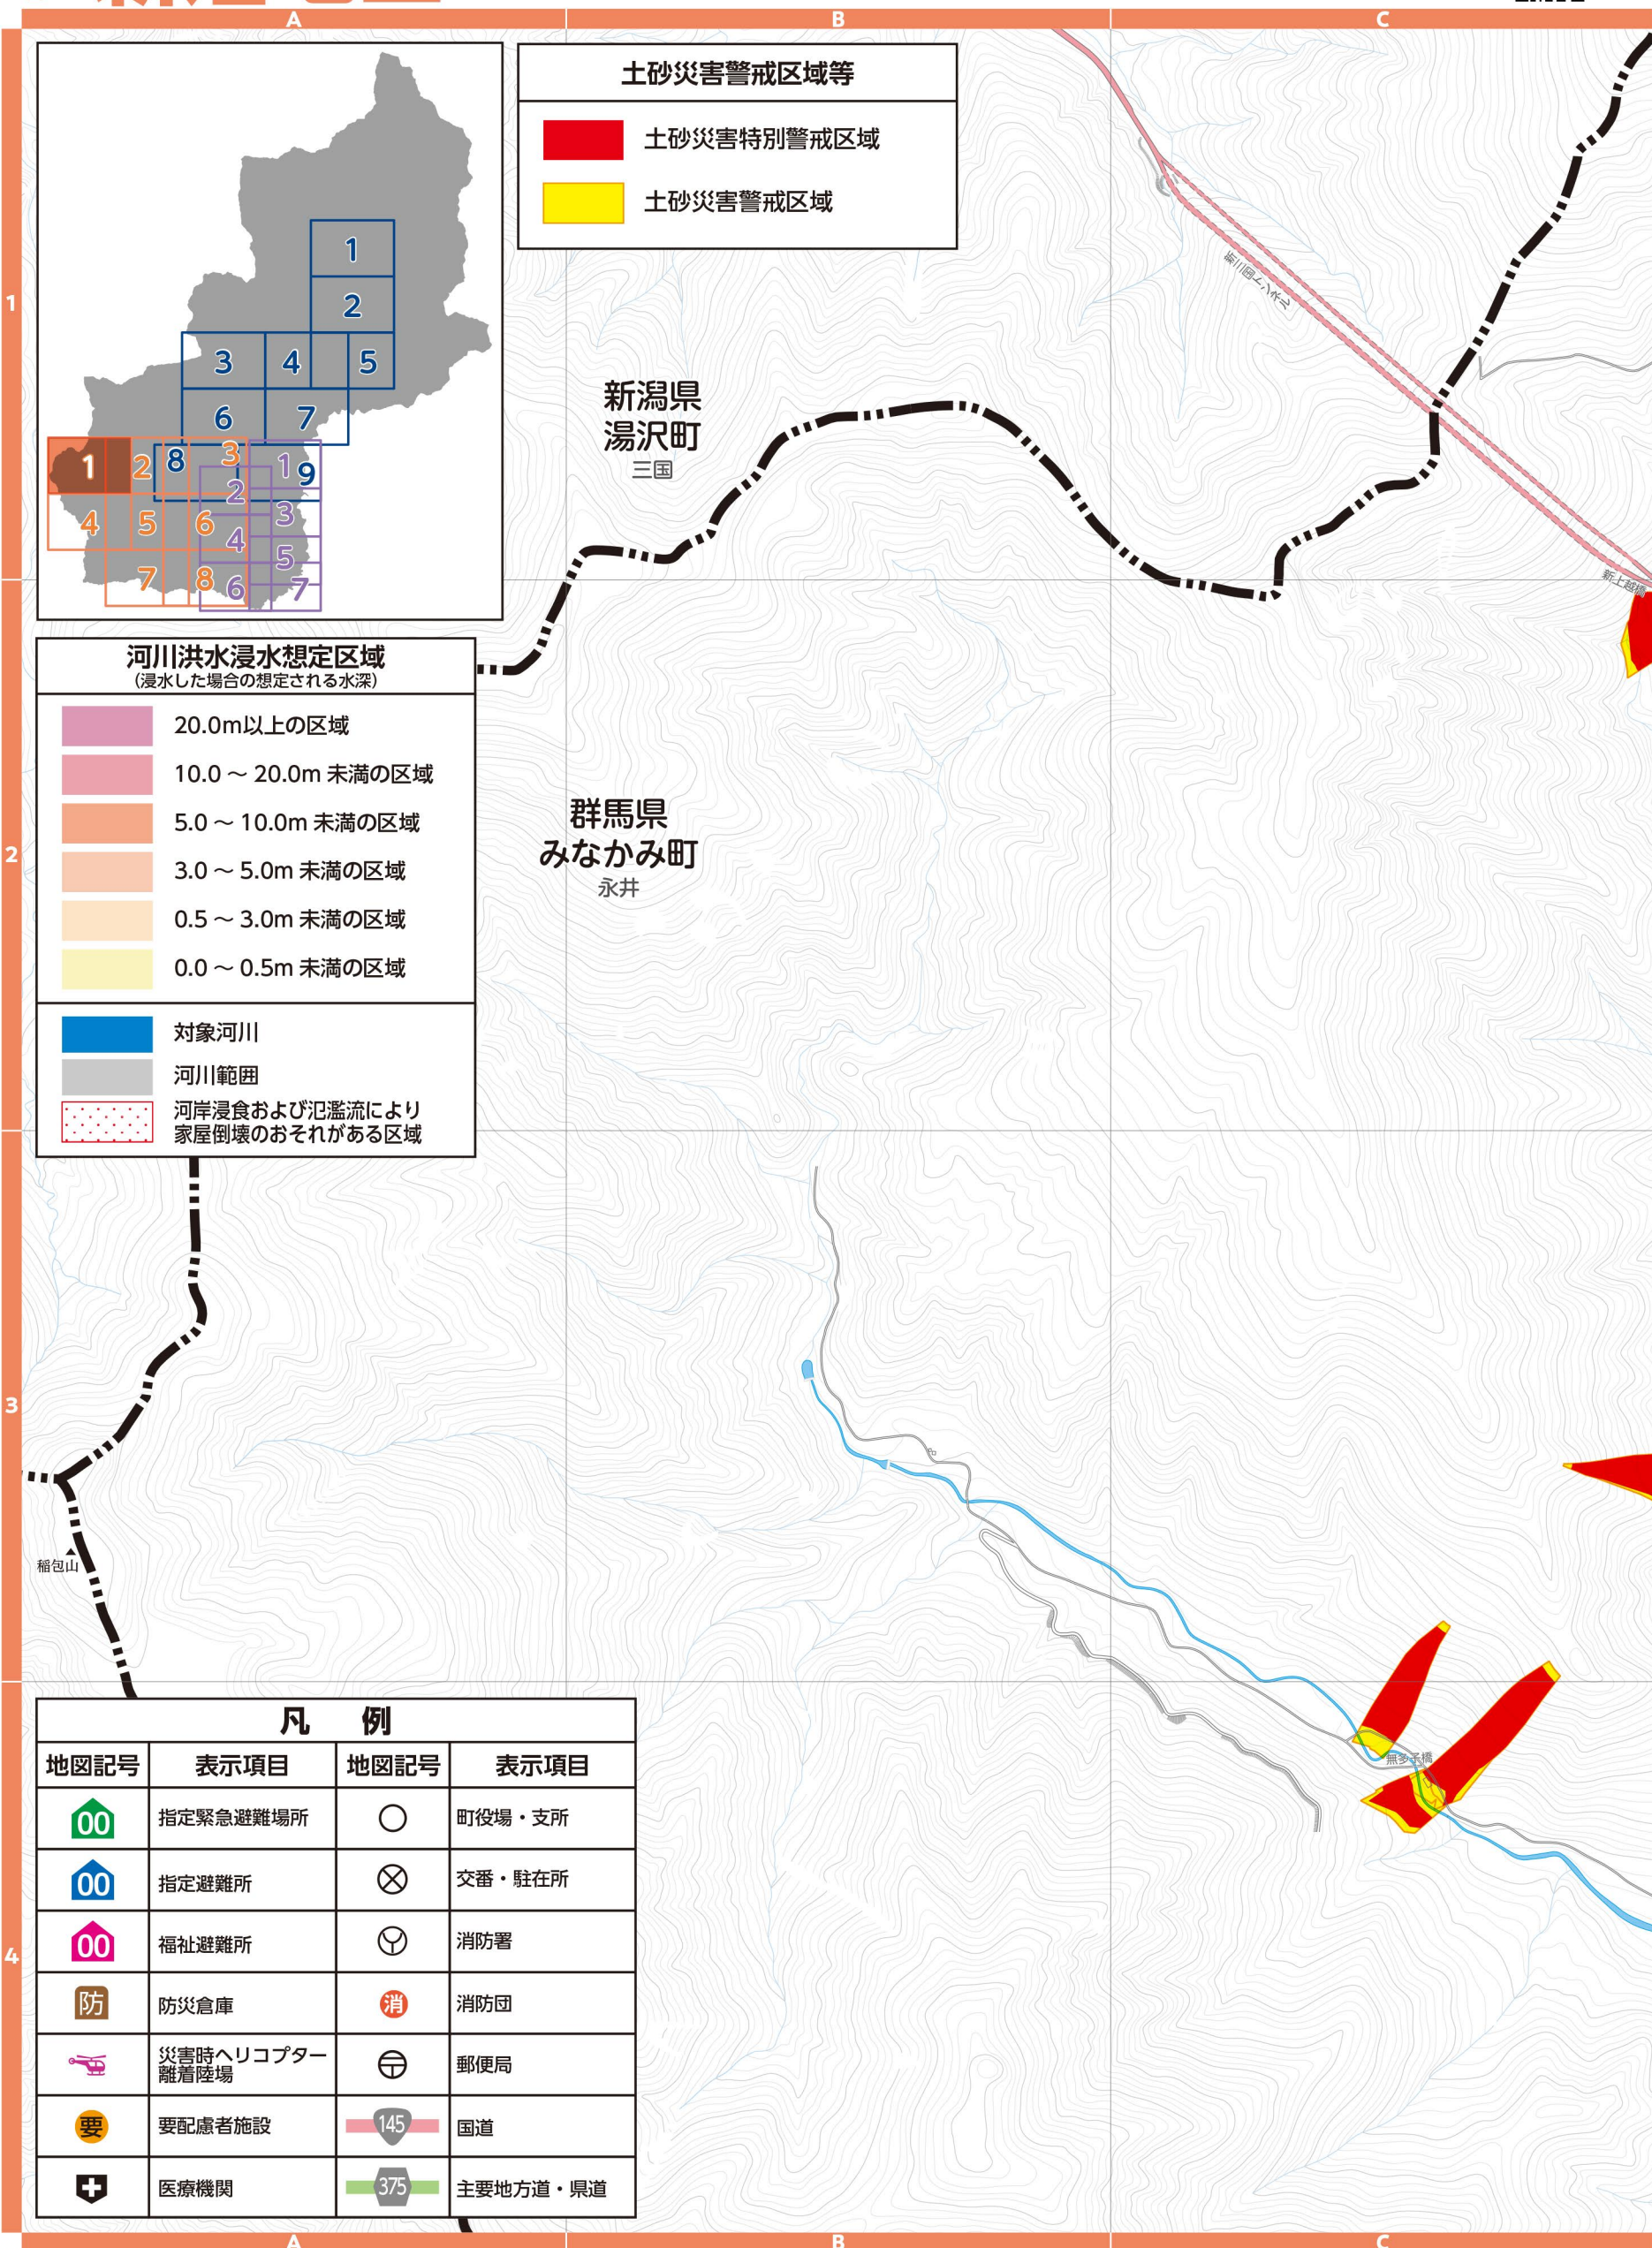 A
B
C
1
2
3
4
1
2
3
4
5
6
7
8
9
1
2
3
4
5
6
7
8
1
2
3
4
5
6
7
土砂災害警戒区域等
土砂災害特別警戒区域
土砂災害警戒区域
新三国トンネル
新潟県
湯沢町
三国
新上越橋
河川洪水浸水想定区域
(浸水した場合の想定される水深)
20.0m以上の区域
10.0 ～ 20.0m 未満の区域
5.0 ～ 10.0m 未満の区域
3.0 ～ 5.0m 未満の区域
0.5 ～ 3.0m 未満の区域
0.0 ～ 0.5m 未満の区域
対象河川
河川範囲
河岸浸食および氾濫流により
家屋倒壊のおそれがある区域
群馬県
みなかみ町
永井
稲包山
無多子橋
凡 例
地図記号 表示項目 地図記号 表示項目
00 指定緊急避難場所 町役場・支所
00 指定避難所 交番・駐在所
00 福祉避難所 消防署
防 防災倉庫 消 消防団
災害時ヘリコプター
離着陸場
郵便局
要 要配慮者施設 145 国道
医療機関 375 主要地方道・県道
A
B
C